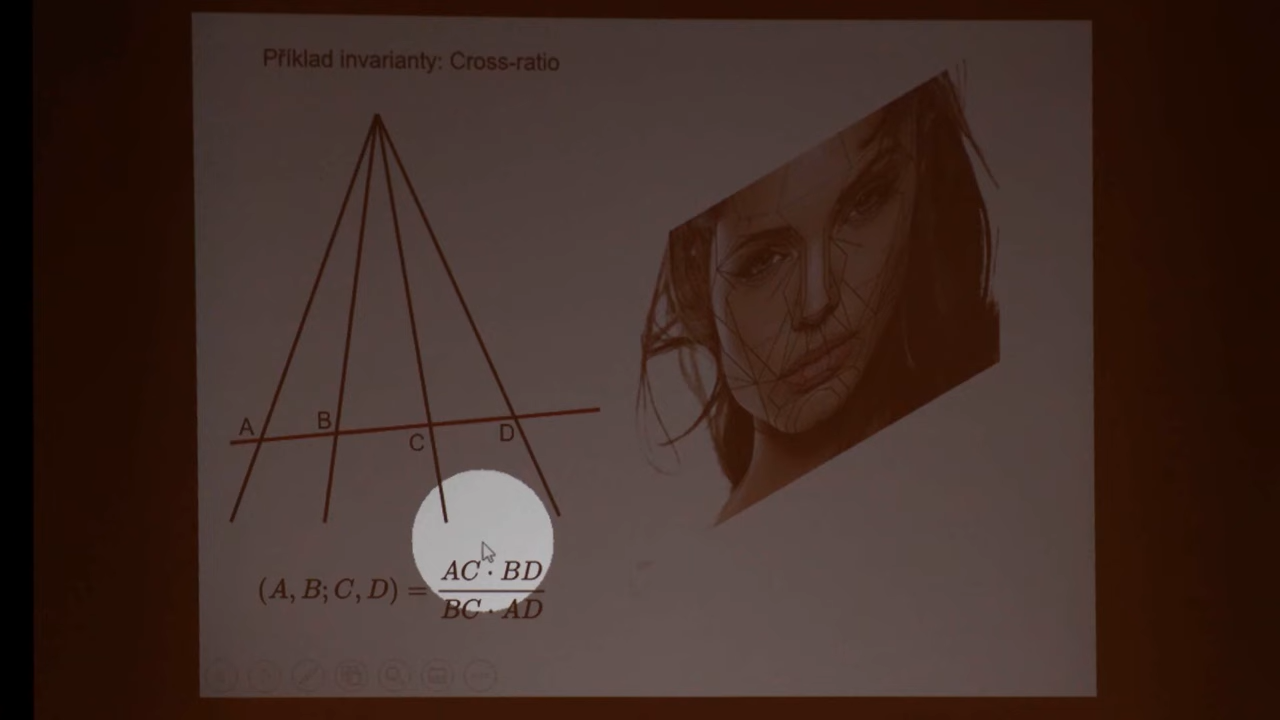 Příklad invarianty: Cross-ratio
A
B
C
D
(A, B; C, D) = AC · BD
BC · AD